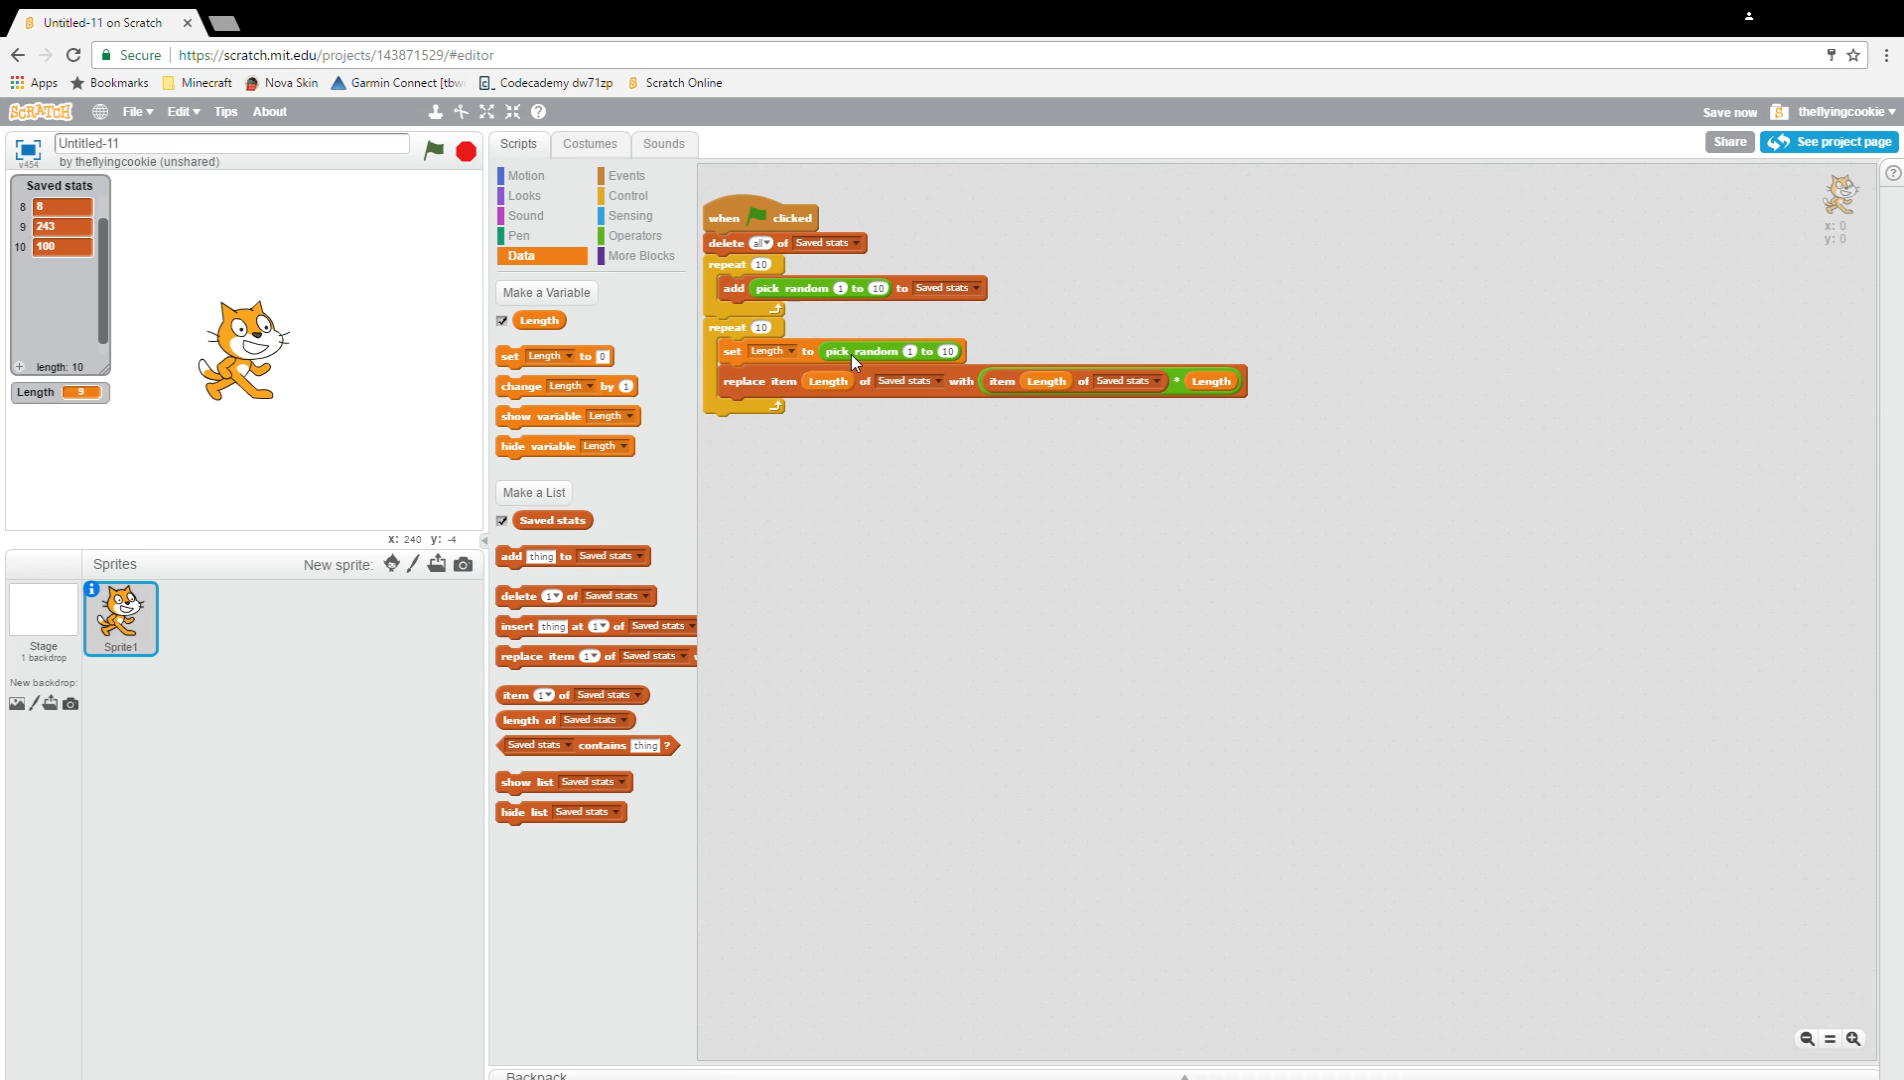 Untitled-11 on Scratch
Secure https://scratch.mit.edu/projects/143871529/#editor
Apps Bookmarks Minecraft Nova Skin Garmin Connect [tbw Codecademy dw71zp Scratch Online
SCRATCH File Edit Tips About Save now theflyingcookie
Untitled-11
by theflyingcookie (unshared)
v454
Scripts Costumes Sounds
Share See project page
Saved stats
8 8
9 243
10 100
length: 10
Length 9
x: 240 y: -4
Motion Events
Looks Control
Sound Sensing
Pen Operators
Data More Blocks
Make a Variable
Length
set Length to 0
change Length by 1
show variable Length
hide variable Length
Make a List
Saved stats
add thing to Saved stats
delete 1 of Saved stats
insert thing at 1 of Saved stats
replace item 1 of Saved stats
item 1 of Saved stats
length of Saved stats
Saved stats contains thing ?
show list Saved stats
hide list Saved stats
when clicked
delete all of Saved stats
repeat 10
add pick random 1 to 10 to Saved stats
repeat 10
set Length to pick random 1 to 10
replace item Length of Saved stats with item Length of Saved stats * Length
x: 0
y: 0
Sprites New sprite:
Stage
1 backdrop
Sprite1
New backdrop:
Backpack